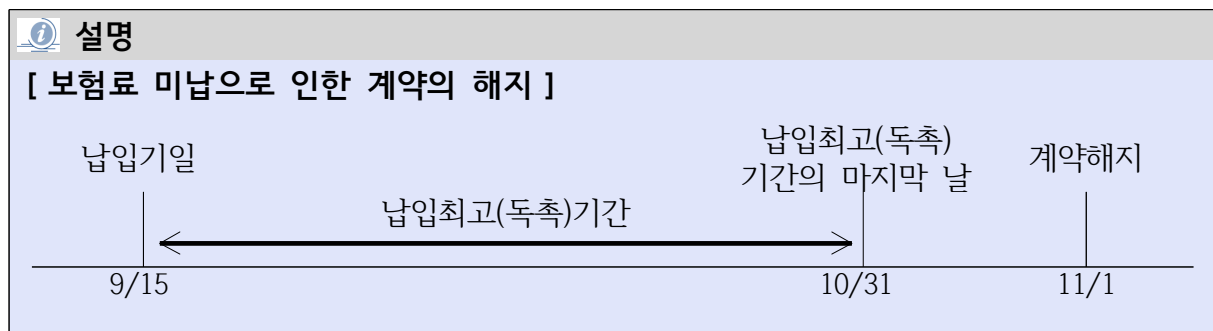 설명
[ 보험료 미납으로 인한 계약의 해지 ]
납입기일
납입최고(독촉)
기간의 마지막 날
계약해지
납입최고(독촉)기간
9/15
10/31
11/1